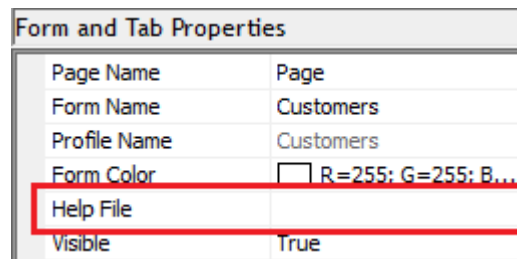 Form and Tab Properties
Page Name Page
Form Name Customers
Profile Name Customers
Form Color R=255; G=255; B...
Help File
Visible True